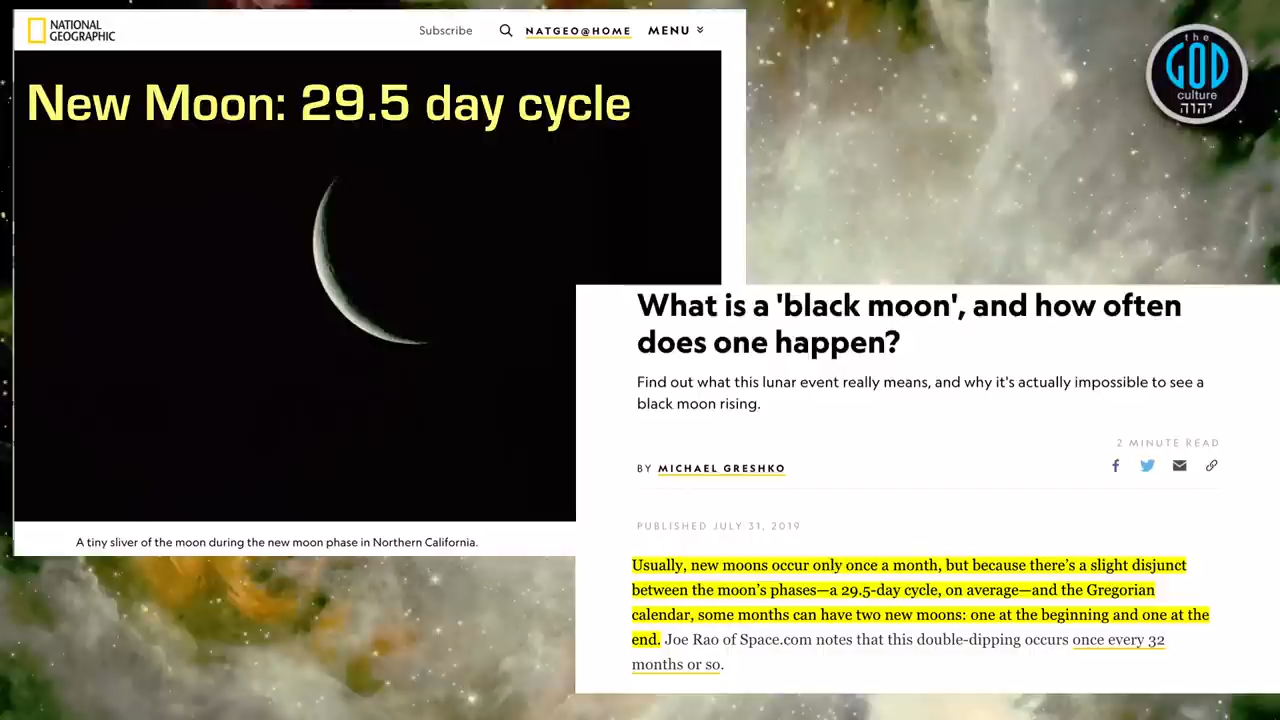 NATIONAL
GEOGRAPHIC
Subscribe
NATGEO@HOME
MENU
New Moon: 29.5 day cycle
the
GOD
culture
יהוה
A tiny sliver of the moon during the new moon phase in Northern California.
What is a 'black moon', and how often
does one happen?
Find out what this lunar event really means, and why it's actually impossible to see a
black moon rising.
2 MINUTE READ
BY MICHAEL GRESHKO
PUBLISHED JULY 31, 2019
Usually, new moons occur only once a month, but because there’s a slight disjunct
between the moon’s phases—a 29.5-day cycle, on average—and the Gregorian
calendar, some months can have two new moons: one at the beginning and one at the
end. Joe Rao of Space.com notes that this double-dipping occurs once every 32
months or so.